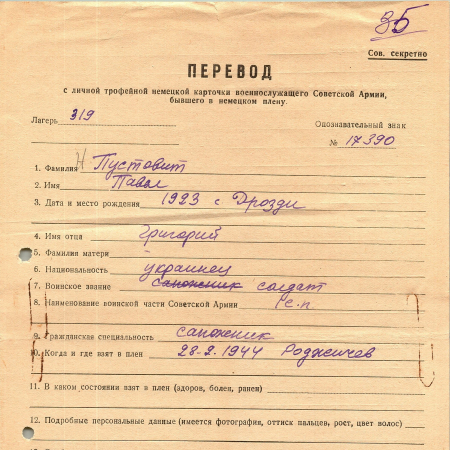 35
Сов. секретно
ПЕРЕВОД
с личной трофейной немецкой карточки военнослужащего Советской Армии,
бывшего в немецком плену.
Лагерь 319
Опознавательный знак
№ 17390
1. Фамилия Пустовит
2. Имя Павел
3. Дата и место рождения 1923 с Дрозди
4. Имя отца Григорий
5. Фамилия матери
6. Национальность украинец
7. Воинское звание сапожник солдат
8. Наименование воинской части Советской Армии
9. Гражданская специальность сапожник
10. Когда и где взят в плен 28-2.1944 Роджичев
11. В каком состоянии взят в плен (здоров, болен, ранен)
12. Подробные персональные данные (имеется фотография, оттиск пальцев, рост, цвет волос)